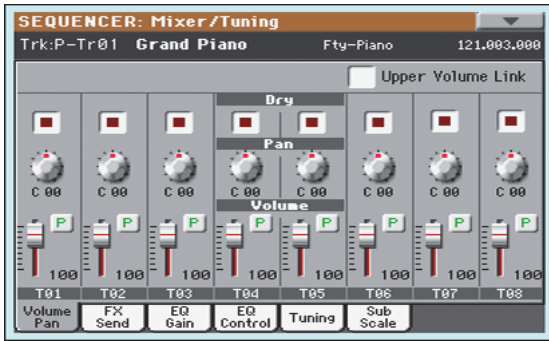 SEQUENCER: Mixer/Tuning
Trk:P-Tr01 Grand Piano Fty-Piano 121.003.000
Upper Volume Link
Dry
Pan
C 00 C 00 C 00 C 00 C 00 C 00 C 00 C 00
Volume
P P P P P P P P
100 100 100 100 100 100 100 100
T01 T02 T03 T04 T05 T06 T07 T08
Volume Pan FX Send EQ Gain EQ Control Tuning Sub Scale